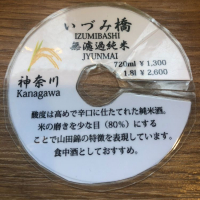 いづみ橋
IZUMIBASHI
無濾過純米
JYUNMAI
720ml ¥1,300
1.8l ¥2,600
神奈川
Kanagawa
酸度は高めで辛口に仕立てれた純米酒。
米の磨きを少な目（80%）にする
ことで山田錦の特徴を表現しています。
食中酒としておすすめ。